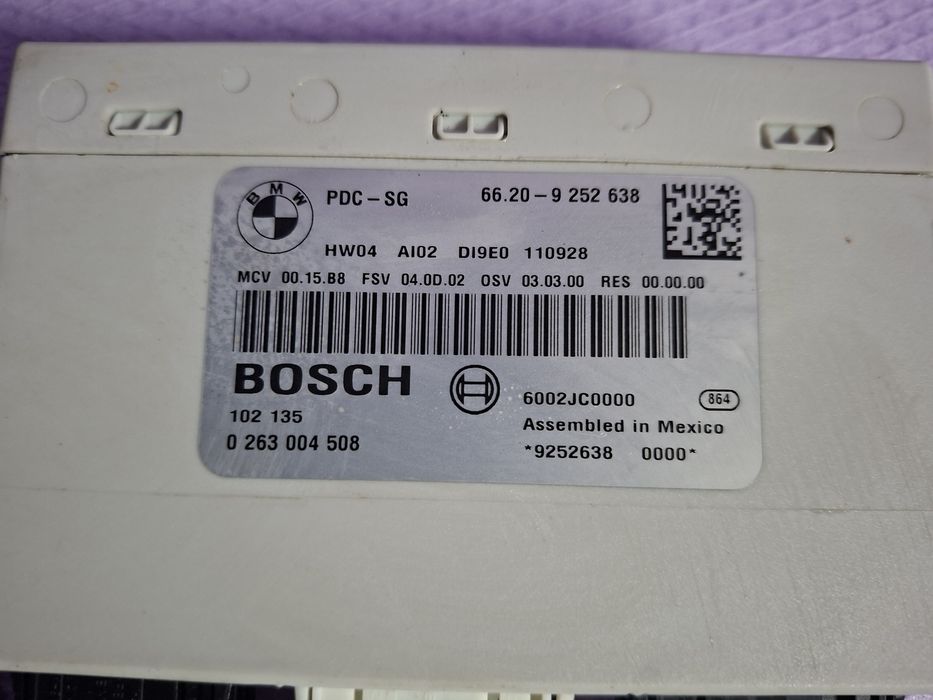 BMW PDC-SG 66.20-9 252 638
HW04 AI02 DI9E0 110928
MCV 00.15.B8 FSV 04.0D.02 OSV 03.03.00 RES 00.00.00
BOSCH
102 135
0 263 004 508
6002JC0000 864
Assembled in Mexico
*9252638 0000*